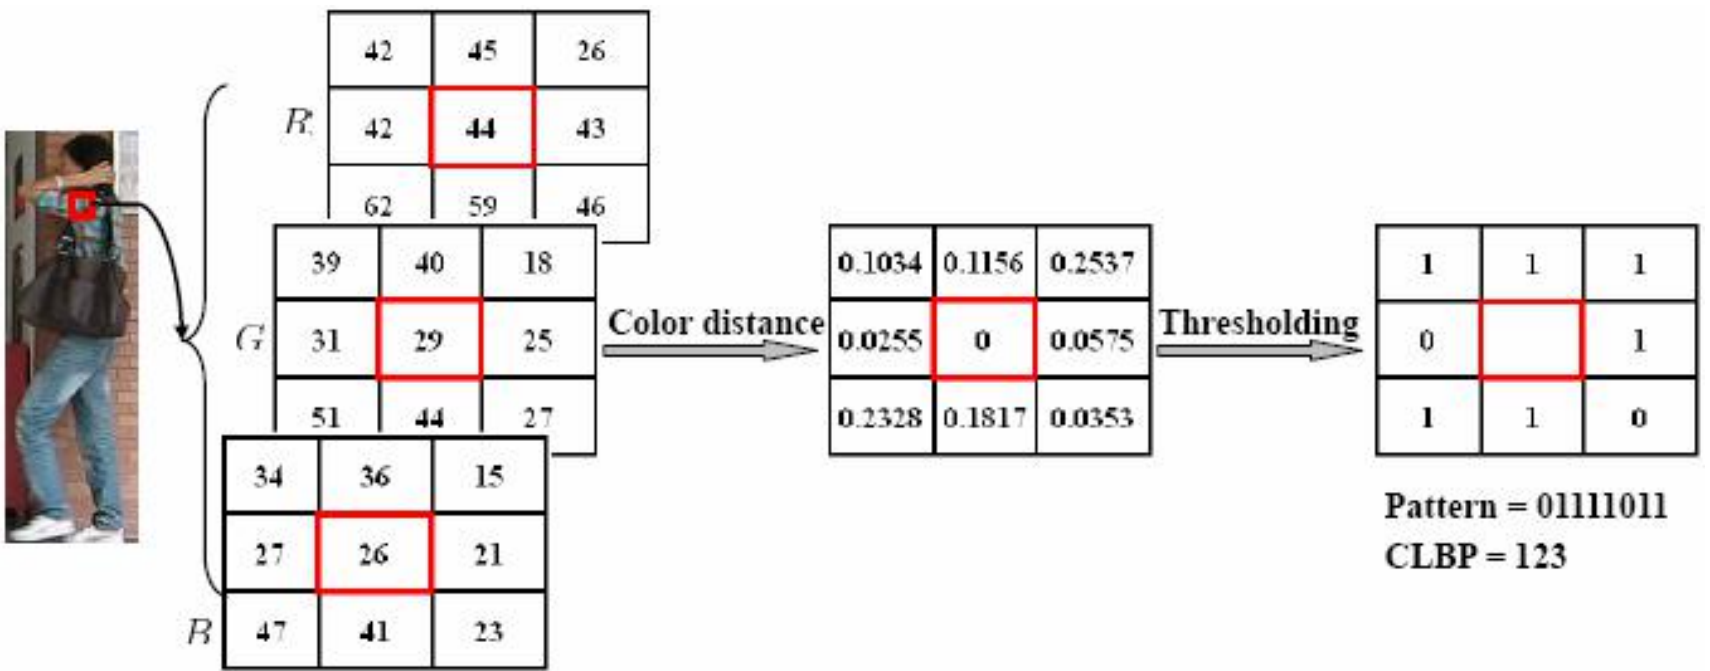 42 45 26
R 42 44 43
62 59 46
39 40 18
G 31 29 25
51 44 27
34 36 15
27 26 21
B 47 41 23
Color distance
0.1034 0.1156 0.2537
0.0255 0 0.0575
0.2328 0.1817 0.0353
Thresholding
1 1 1
0 1
1 1 0
Pattern = 01111011
CLBP = 123